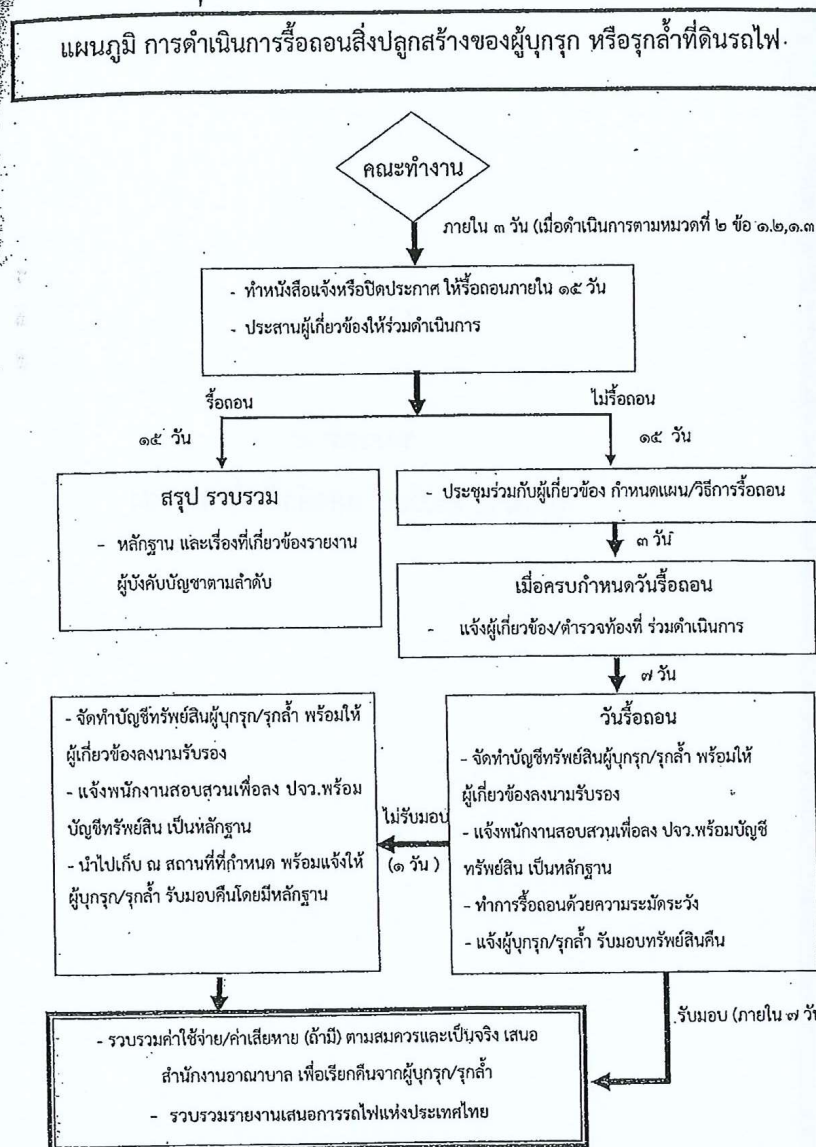 แผนภูมิ การดำเนินการรื้อถอนสิ่งปลูกสร้างของผู้บุกรุก หรือรุกล้ำที่ดินรถไฟ
คณะทำงาน
ภายใน ๓ วัน (เมื่อดำเนินการตามหมวดที่ ๒ ข้อ ๑.๒,๑.๓
- ทำหนังสือแจ้งหรือปิดประกาศ ให้รื้อถอนภายใน ๑๕ วัน
- ประสานผู้เกี่ยวข้องให้ร่วมดำเนินการ
รื้อถอน
ไม่รื้อถอน
๑๕ วัน
๑๕ วัน
สรุป รวบรวม
- หลักฐาน และเรื่องที่เกี่ยวข้องรายงาน
ผู้บังคับบัญชาตามลำดับ
- ประชุมร่วมกับผู้เกี่ยวข้อง กำหนดแผน/วิธีการรื้อถอน
๓ วัน
เมื่อครบกำหนดวันรื้อถอน
- แจ้งผู้เกี่ยวข้อง/ตำรวจท้องที่ ร่วมดำเนินการ
๗ วัน
วันรื้อถอน
- จัดทำบัญชีทรัพย์สินผู้บุกรุก/รุกล้ำ พร้อมให้
ผู้เกี่ยวข้องลงนามรับรอง
- แจ้งพนักงานสอบสวนเพื่อลง ปจว.พร้อมบัญชี
ทรัพย์สิน เป็นหลักฐาน
- ทำการรื้อถอนด้วยความระมัดระวัง
- แจ้งผู้บุกรุก/รุกล้ำ รับมอบทรัพย์สินคืน
ไม่รับมอบ
(๑ วัน )
- จัดทำบัญชีทรัพย์สินผู้บุกรุก/รุกล้ำ พร้อมให้
ผู้เกี่ยวข้องลงนามรับรอง
- แจ้งพนักงานสอบสวนเพื่อลง ปจว.พร้อม
บัญชีทรัพย์สิน เป็นหลักฐาน
- นำไปเก็บ ณ สถานที่ที่กำหนด พร้อมแจ้งให้
ผู้บุกรุก/รุกล้ำ รับมอบคืนโดยมีหลักฐาน
รับมอบ (ภายใน ๗ วัน
- รวบรวมค่าใช้จ่าย/ค่าเสียหาย (ถ้ามี) ตามสมควรและเป็นจริง เสนอ
สำนักงานอาณาบาล เพื่อเรียกคืนจากผู้บุกรุก/รุกล้ำ
- รวบรวมรายงานเสนอการรถไฟแห่งประเทศไทย